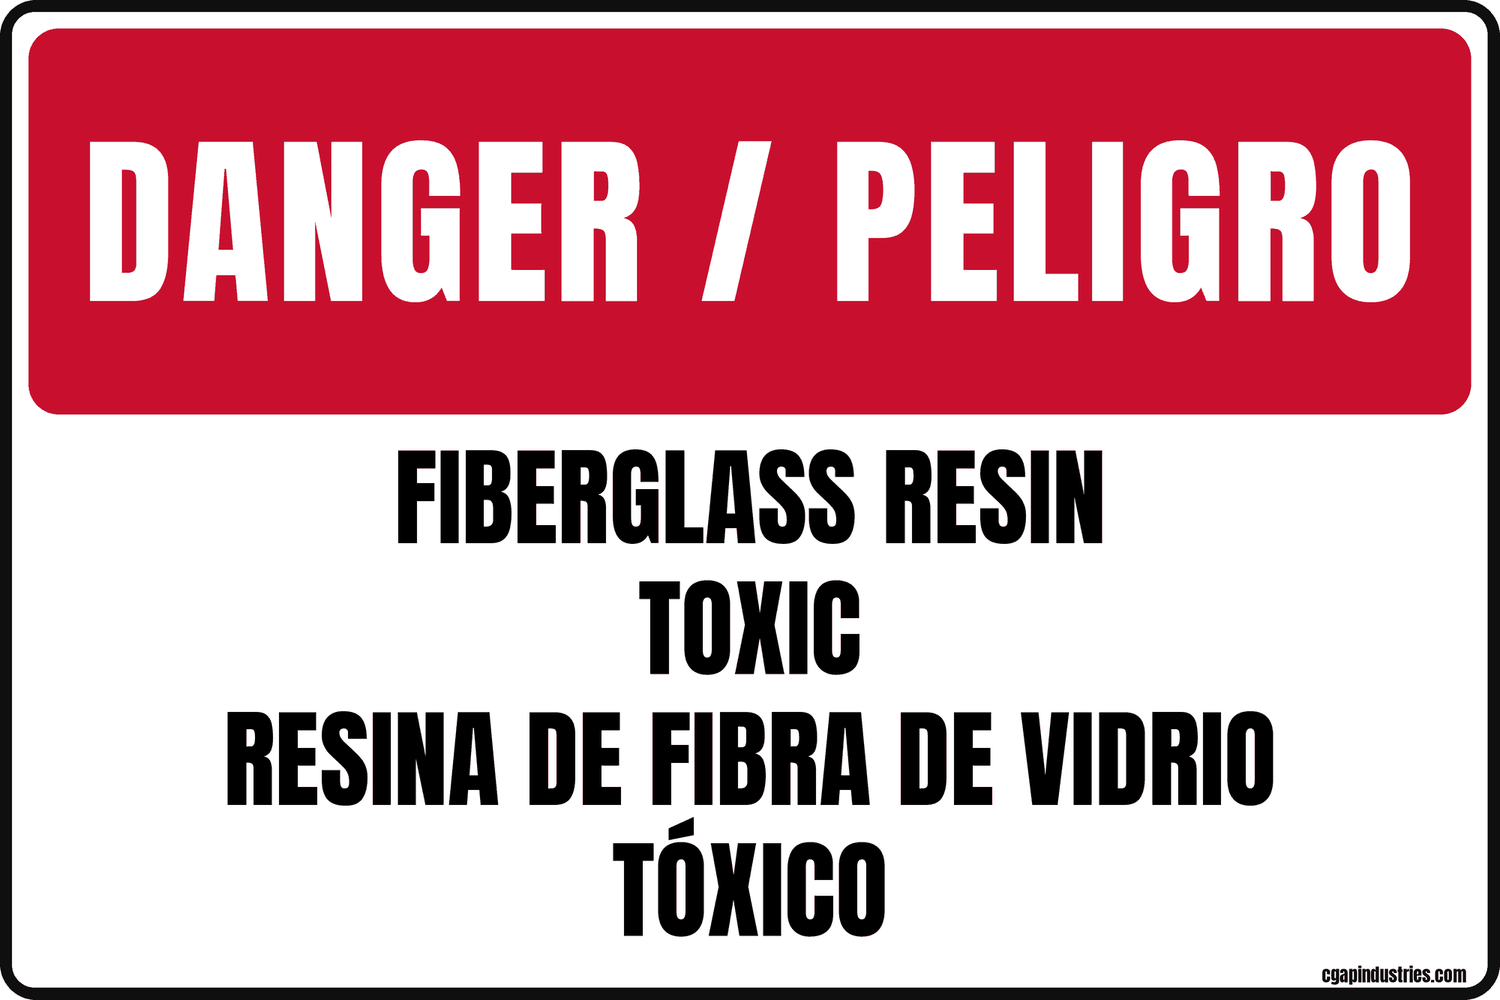 DANGER / PELIGRO
FIBERGLASS RESIN
TOXIC
RESINA DE FIBRA DE VIDRIO
TÓXICO
cgapindustries.com